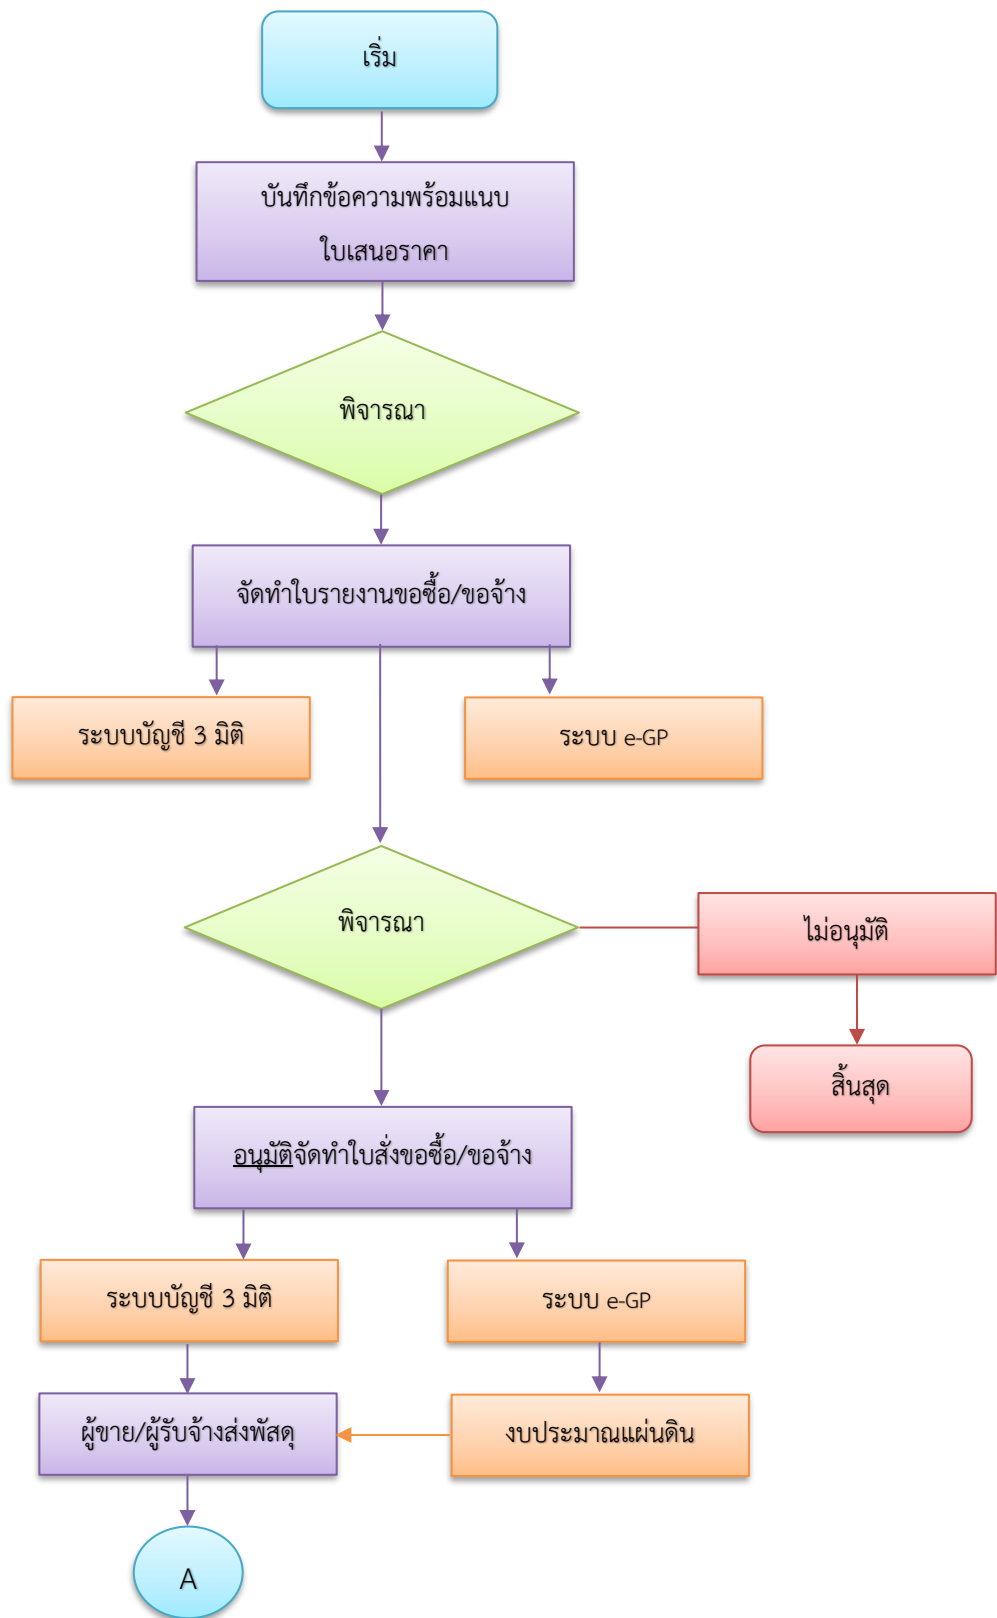 เริ่ม
บันทึกข้อความพร้อมแนบ
ใบเสนอราคา
พิจารณา
จัดทำใบรายงานขอซื้อ/ขอจ้าง
ระบบบัญชี 3 มิติ
ระบบ e-GP
พิจารณา
ไม่อนุมัติ
สิ้นสุด
อนุมัติจัดทำใบสั่งขอซื้อ/ขอจ้าง
ระบบบัญชี 3 มิติ
ระบบ e-GP
ผู้ขาย/ผู้รับจ้างส่งพัสดุ
งบประมาณแผ่นดิน
A